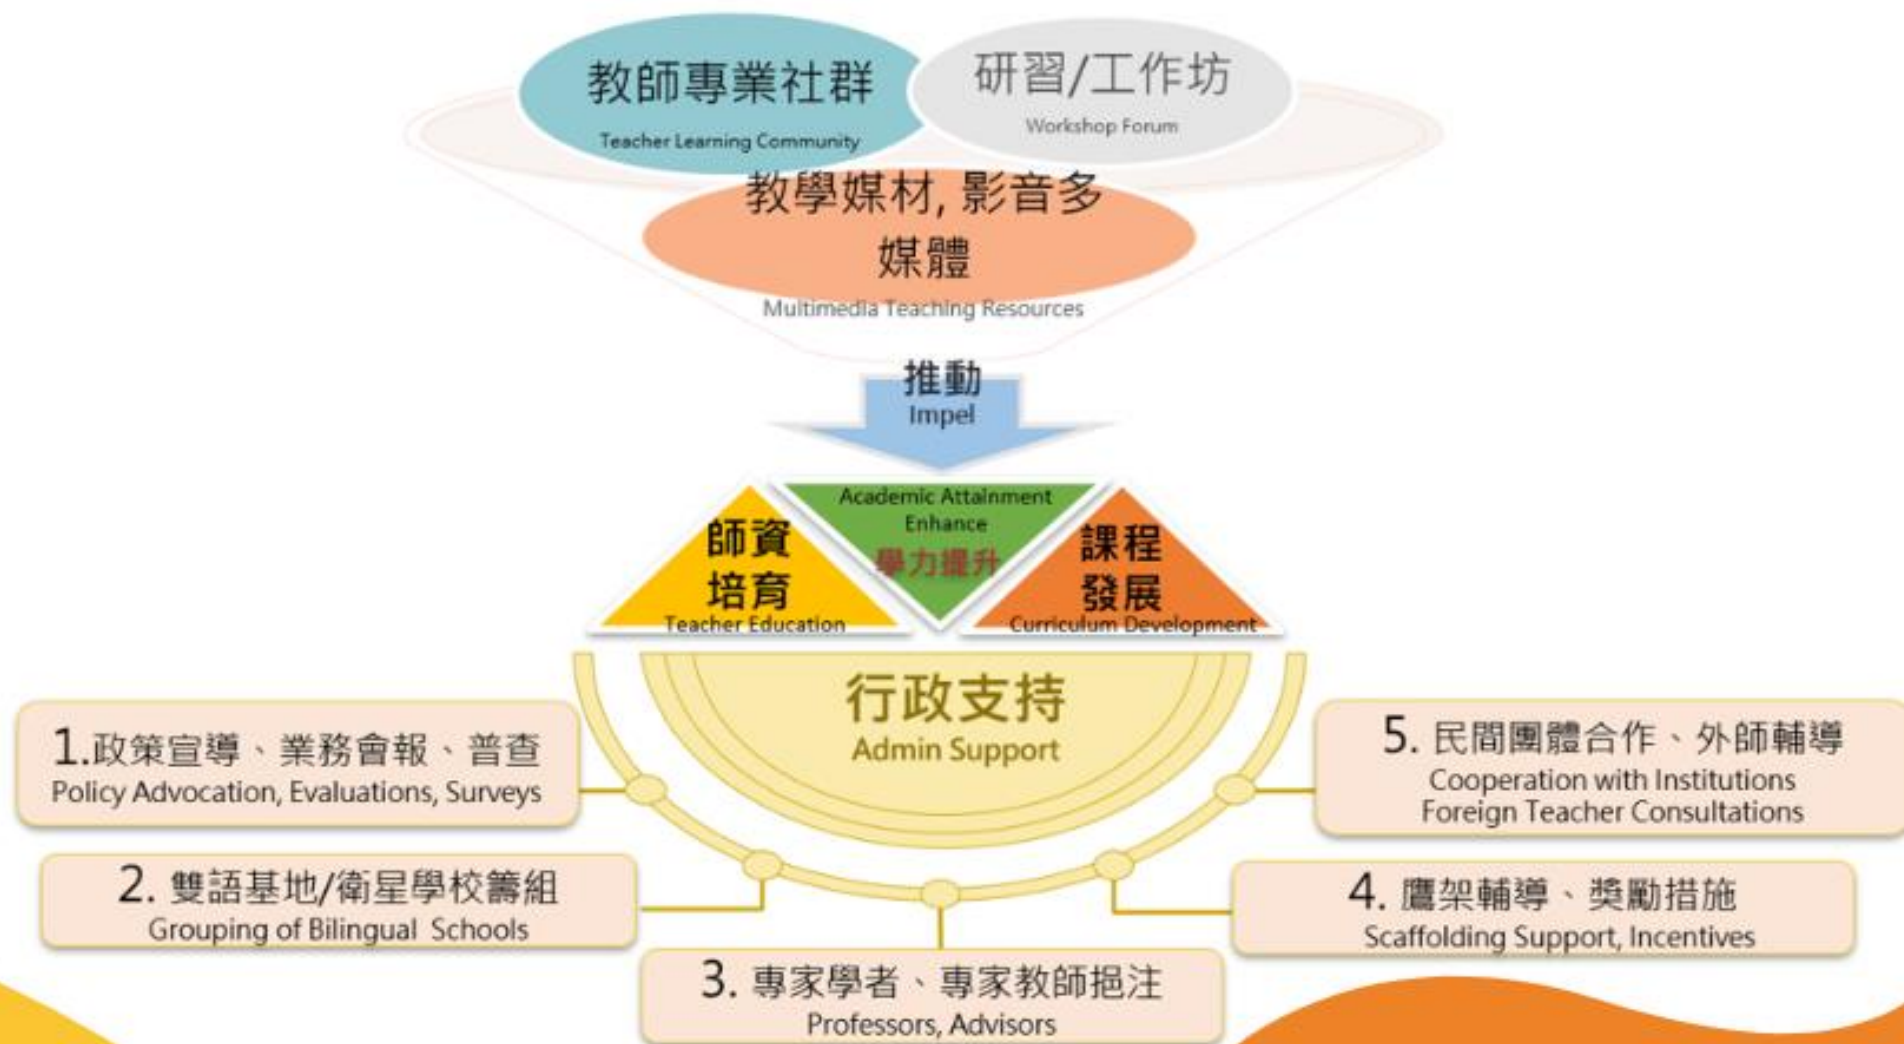 教師專業社群
Teacher Learning Community
研習/工作坊
Workshop Forum
教學媒材, 影音多
媒體
Multimedia Teaching Resources
推動
Impel
師資
培育
Teacher Education
Academic Attainment
Enhance
學力提升
課程
發展
Curriculum Development
行政支持
Admin Support
1.政策宣導、業務會報、普查
Policy Advocation, Evaluations, Surveys
2. 雙語基地/衛星學校籌組
Grouping of Bilingual Schools
3. 專家學者、專家教師挹注
Professors, Advisors
4. 鷹架輔導、獎勵措施
Scaffolding Support, Incentives
5. 民間團體合作、外師輔導
Cooperation with Institutions
Foreign Teacher Consultations